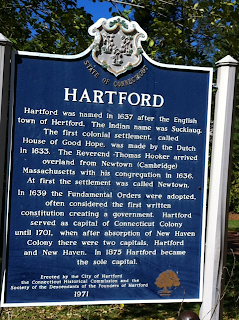 STATE OF CONNECTICUT
HARTFORD
Hartford was named in 1637 after the English
town of Hertford. The Indian name was Suckiaug.
The first colonial settlement, called
House of Good Hope, was made by the Dutch
in 1633. The Reverend Thomas Hooker arrived
overland from Newtown (Cambridge)
Massachusetts with his congregation in 1636.
At first the settlement was called Newtown.
In 1639 the Fundamental Orders were adopted,
often considered the first written
constitution creating a government. Hartford
served as capital of Connecticut Colony
until 1701, when after absorption of New Haven
Colony there were two capitals, Hartford
and New Haven. In 1875 Hartford became
the sole capital.
Erected by the City of Hartford
the Connecticut Historical Commission and the
Society of the Descendants of the Founders of Hartford
1971